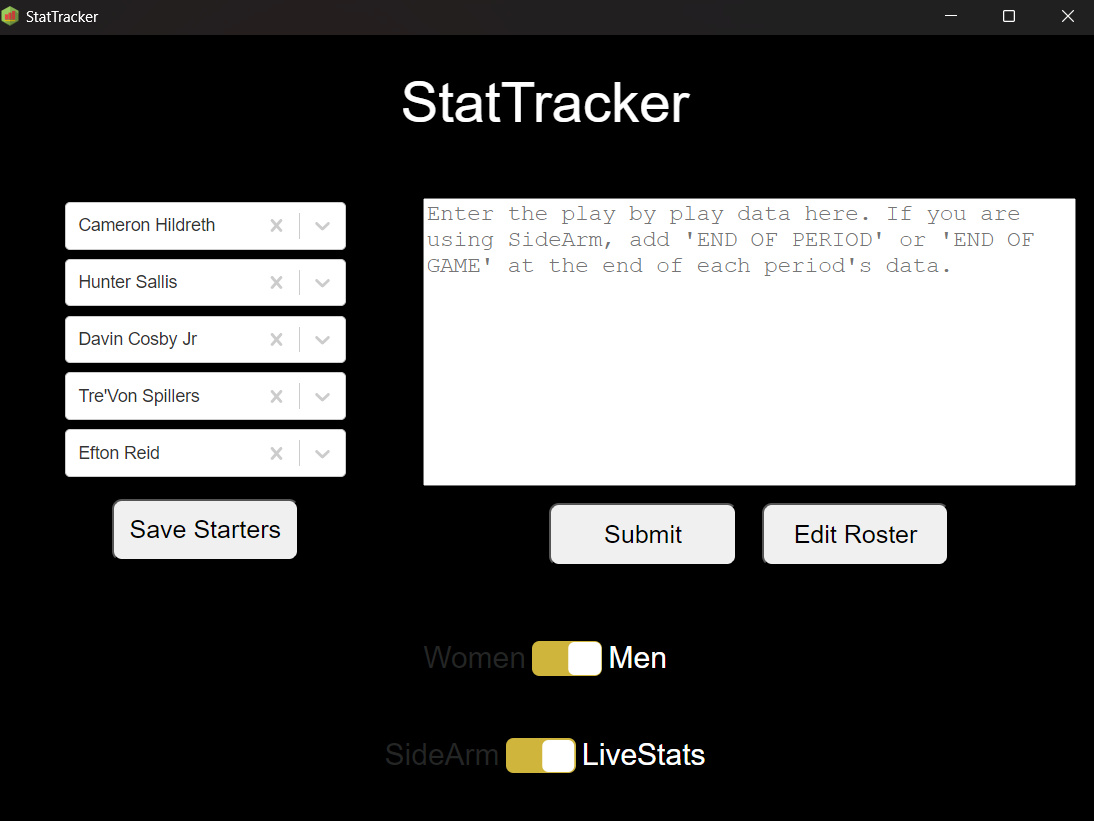 StatTracker
StatTracker
Cameron Hildreth
Hunter Sallis
Davin Cosby Jr
Tre'Von Spillers
Efton Reid
Save Starters
Enter the play by play data here. If you are
using SideArm, add 'END OF PERIOD' or 'END OF
GAME' at the end of each period's data.
Submit
Edit Roster
Women Men
SideArm LiveStats